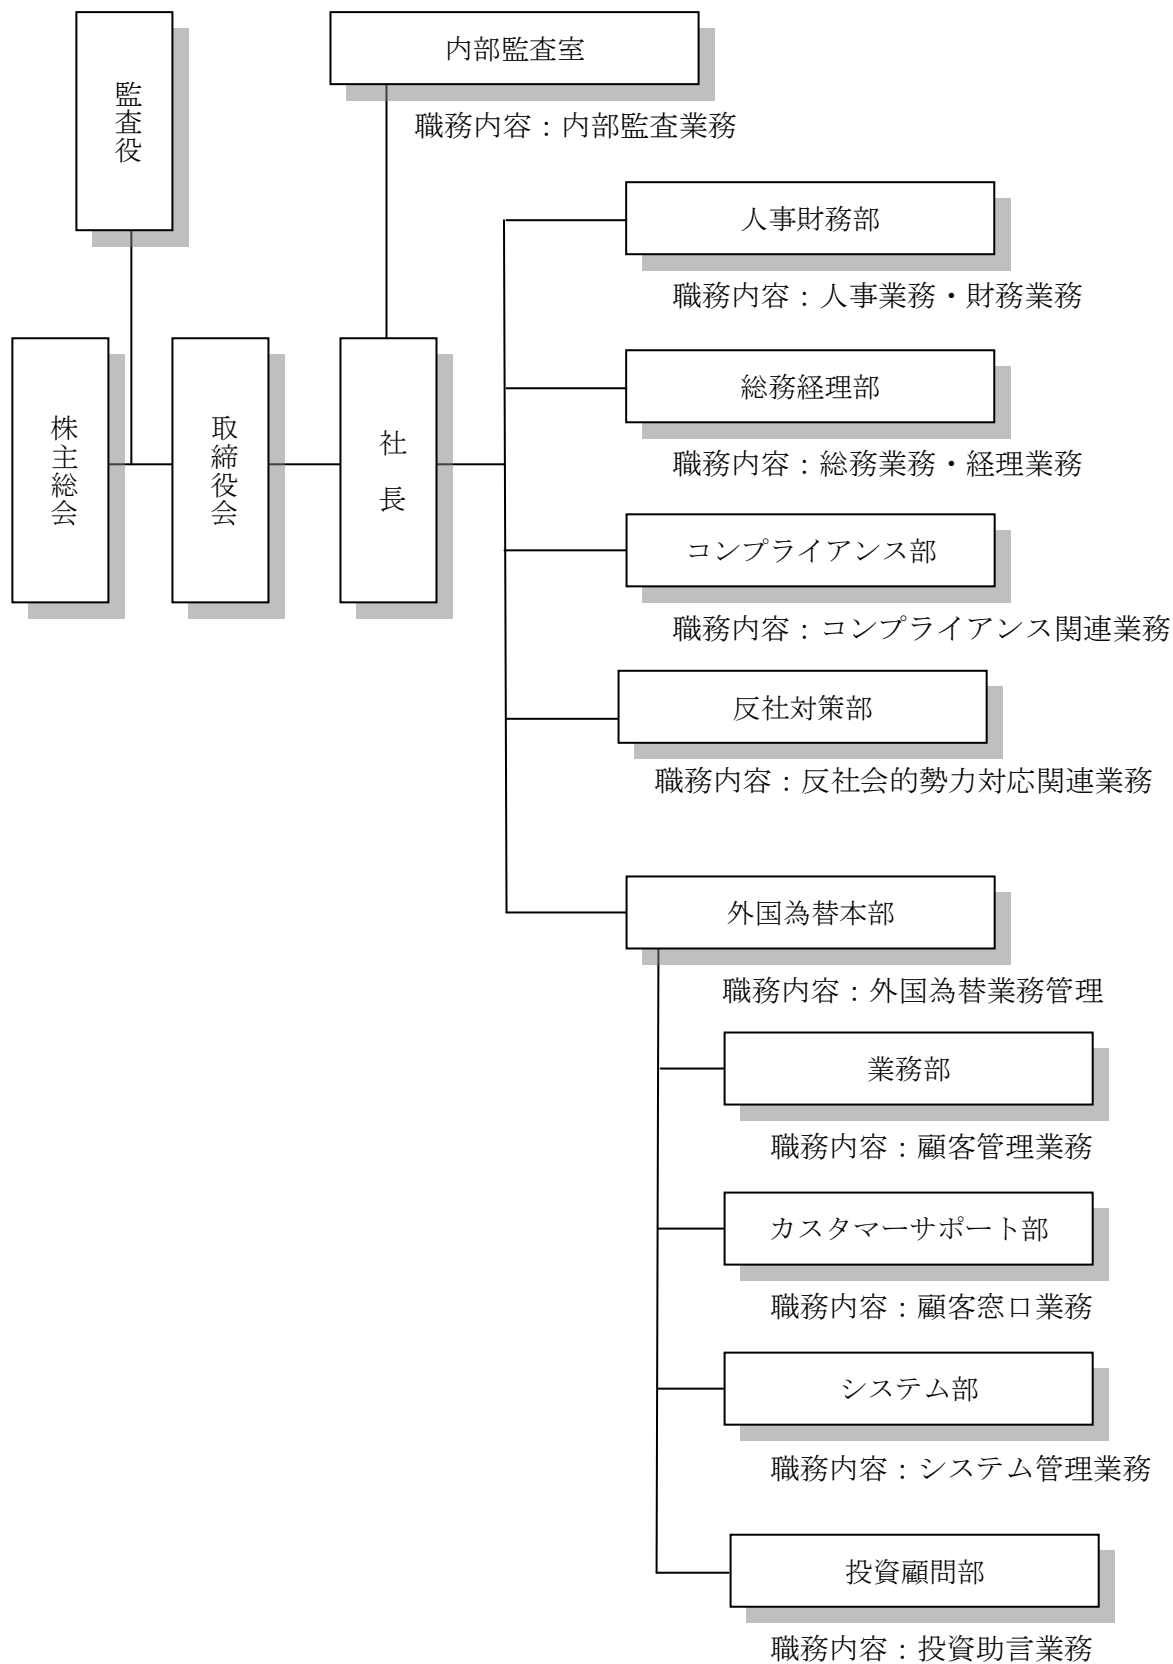 監査役
内部監査室
職務内容：内部監査業務
株主総会
取締役会
社長
人事財務部
職務内容：人事業務・財務業務
総務経理部
職務内容：総務業務・経理業務
コンプライアンス部
職務内容：コンプライアンス関連業務
反社対策部
職務内容：反社会的勢力対応関連業務
外国為替本部
職務内容：外国為替業務管理
業務部
職務内容：顧客管理業務
カスタマーサポート部
職務内容：顧客窓口業務
システム部
職務内容：システム管理業務
投資顧問部
職務内容：投資助言業務